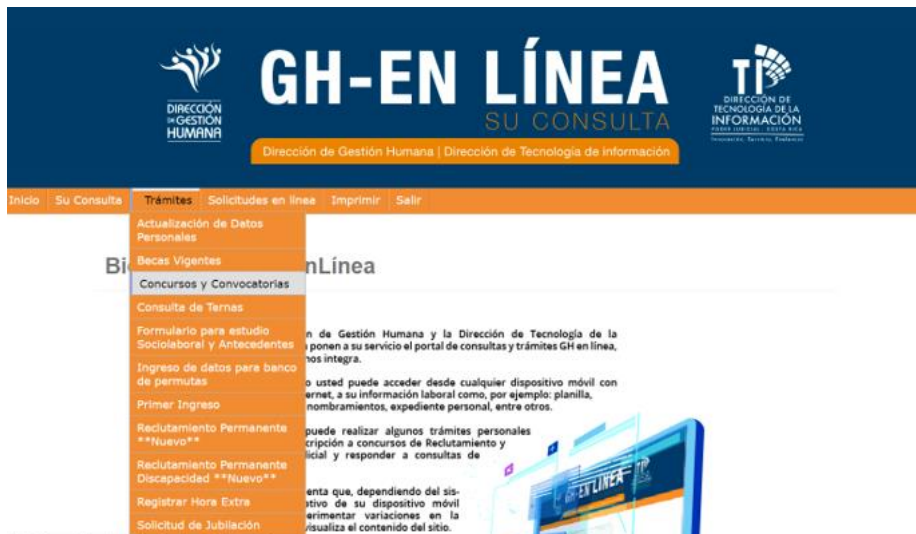 DIRECCIÓN
DE GESTIÓN
HUMANA
GH-EN LÍNEA
SU CONSULTA
Dirección de Gestión Humana | Dirección de Tecnología de información
TI
DIRECCIÓN DE
TECNOLOGÍA DE LA
INFORMACIÓN
PODER JUDICIAL - COSTA RICA
Inicio Su Consulta Trámites Solicitudes en línea Imprimir Salir
Actualización de Datos
Personales
Becas Vigentes
Concursos y Convocatorias
Consulta de Ternas
Formulario para estudio
Sociolaboral y Antecedentes
Ingreso de datos para banco
de permutas
Primer Ingreso
Reclutamiento Permanente
**Nuevo**
Reclutamiento Permanente
Discapacidad **Nuevo**
Registrar Hora Extra
Solicitud de Jubilación
Bi nLínea
n de Gestión Humana y la Dirección de Tecnología de la
ponen a su servicio el portal de consultas y trámites GH en línea,
nos integra.
o usted puede acceder desde cualquier dispositivo móvil con
ernet, a su información laboral como, por ejemplo: planilla,
nombramientos, expediente personal, entre otros.
puede realizar algunos trámites personales
cripción a concursos de Reclutamiento y
icial y responder a consultas de
enta que, dependiendo del sis-
ativo de su dispositivo móvil
erimentar variaciones en la
visualiza el contenido del sitio.
GH-EN LÍNEA